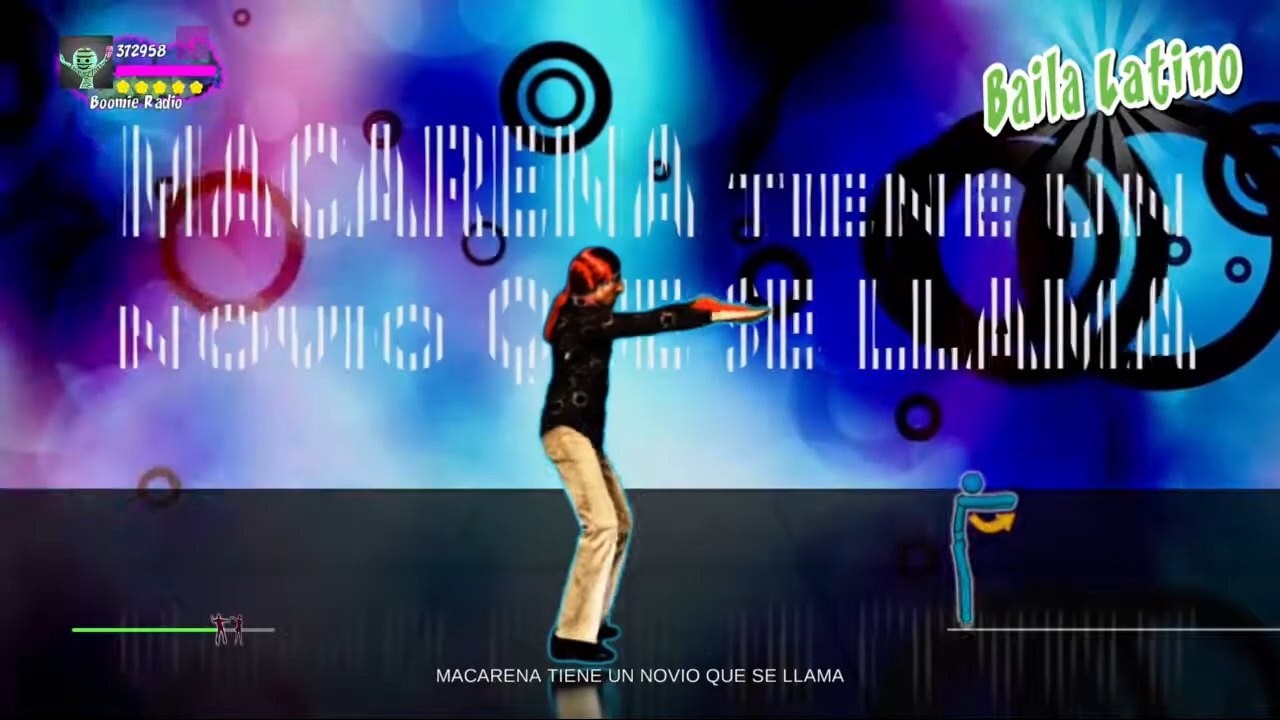 372958
Boomie Radio
Baila Latino
MACARENA TIENE UN
NOVIO QUE SE LLAMA
MACARENA TIENE UN NOVIO QUE SE LLAMA